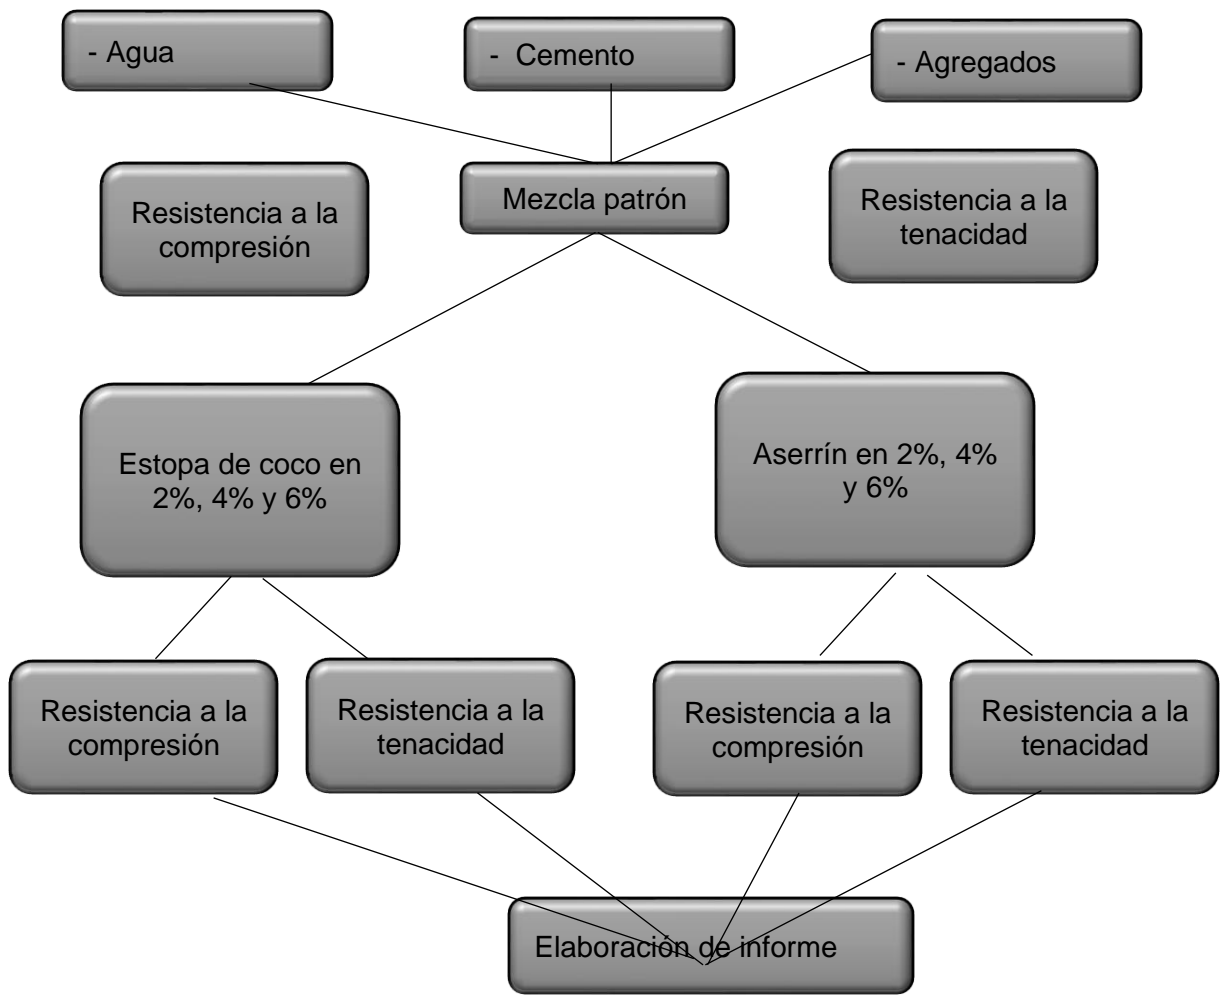 - Agua
- Cemento
- Agregados
Resistencia a la
compresión
Mezcla patrón
Resistencia a la
tenacidad
Estopa de coco en
2%, 4% y 6%
Aserrín en 2%, 4%
y 6%
Resistencia a la
compresión
Resistencia a la
tenacidad
Resistencia a la
compresión
Resistencia a la
tenacidad
Elaboración de informe